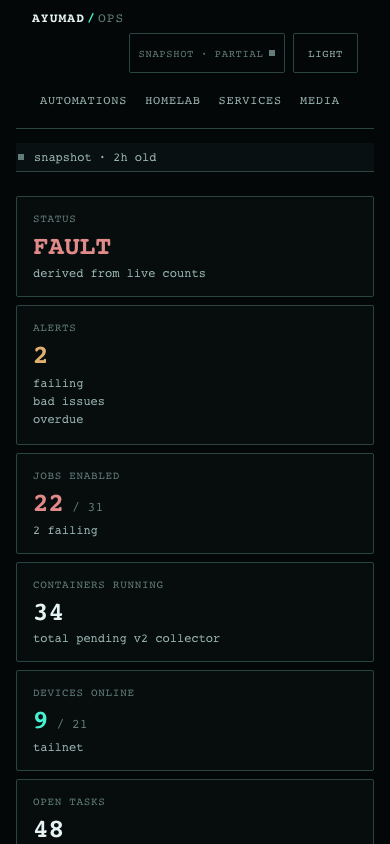 AYUMAD/OPS
SNAPSHOT · PARTIAL
LIGHT
AUTOMATIONS HOMELAB SERVICES MEDIA
snapshot · 2h old
STATUS
FAULT
derived from live counts
ALERTS
2
failing
bad issues
overdue
JOBS ENABLED
22 / 31
2 failing
CONTAINERS RUNNING
34
total pending v2 collector
DEVICES ONLINE
9 / 21
tailnet
OPEN TASKS
48